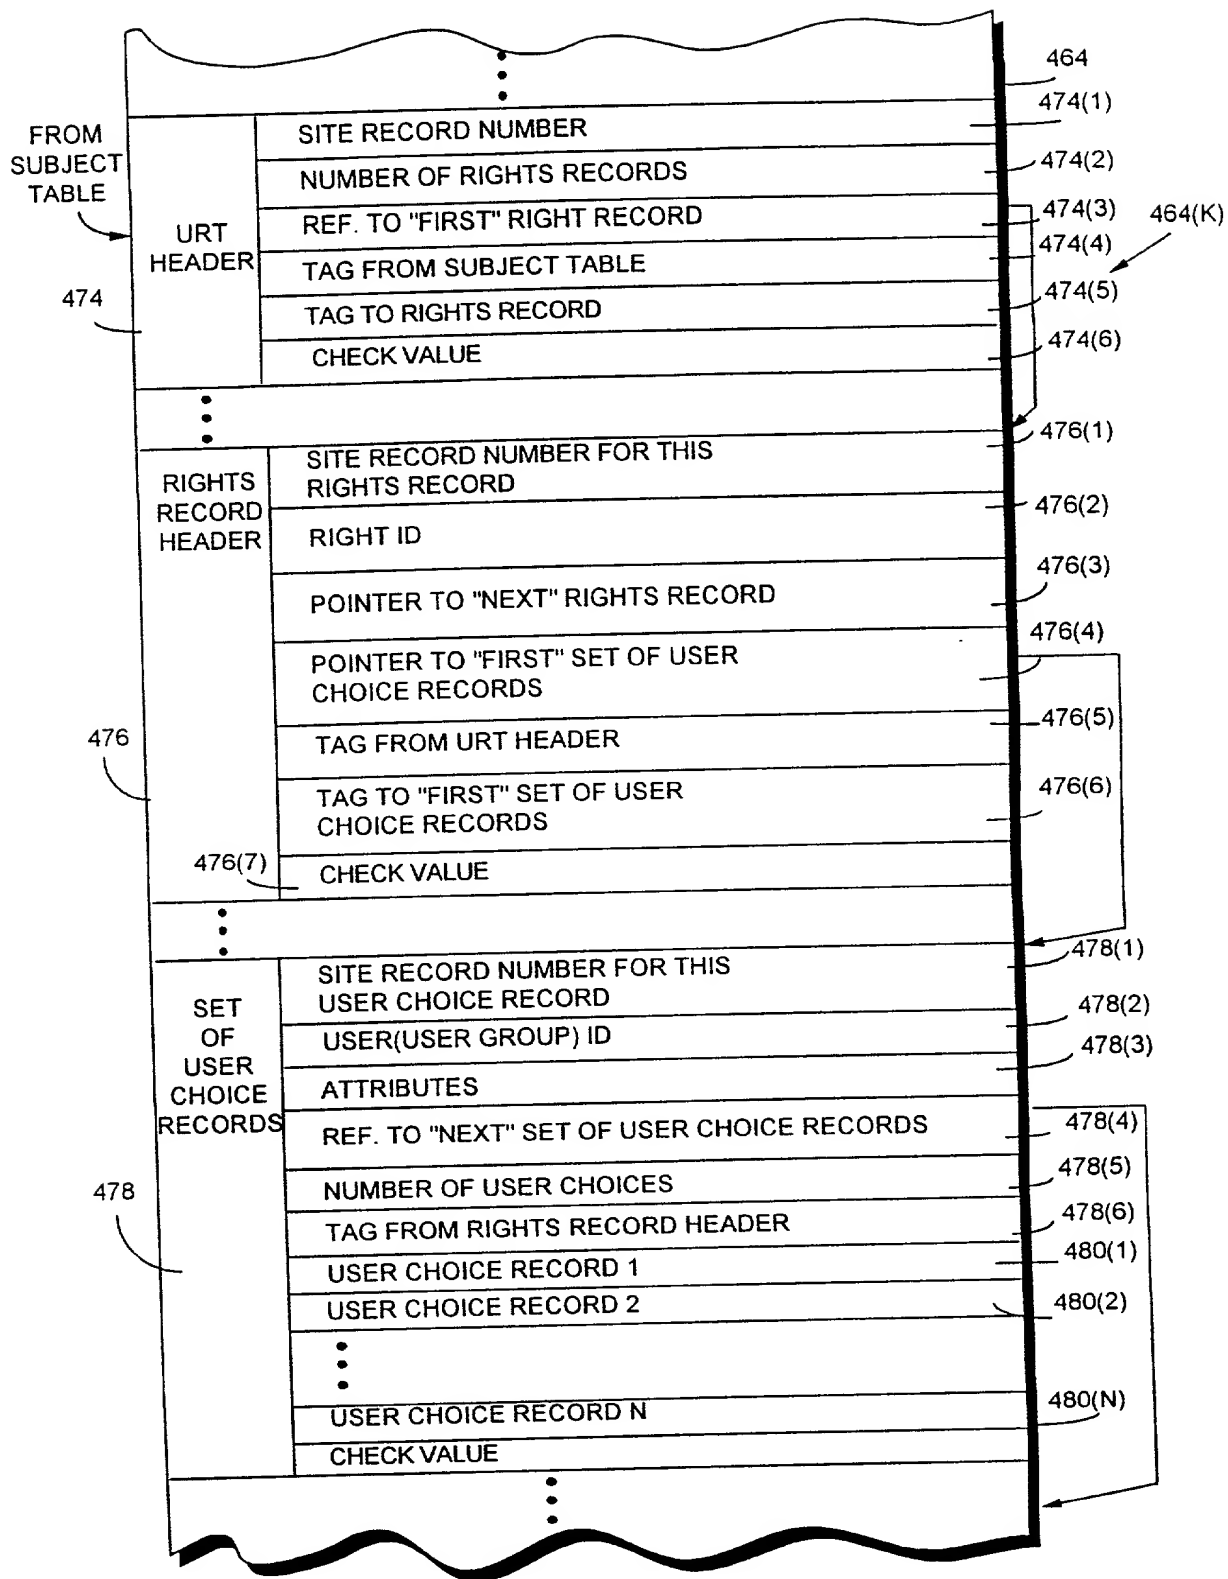 464
474(1)
FROM
SUBJECT
TABLE
SITE RECORD NUMBER
474(2)
NUMBER OF RIGHTS RECORDS
474(3)
464(K)
URT
HEADER
REF. TO "FIRST" RIGHT RECORD
474(4)
TAG FROM SUBJECT TABLE
474(5)
474
TAG TO RIGHTS RECORD
474(6)
CHECK VALUE
476(1)
RIGHTS
RECORD
HEADER
SITE RECORD NUMBER FOR THIS
RIGHTS RECORD
476(2)
RIGHT ID
476(3)
POINTER TO "NEXT" RIGHTS RECORD
476(4)
POINTER TO "FIRST" SET OF USER
CHOICE RECORDS
476(5)
476
TAG FROM URT HEADER
476(6)
TAG TO "FIRST" SET OF USER
CHOICE RECORDS
476(7)
CHECK VALUE
478(1)
SET
OF
USER
CHOICE
RECORDS
SITE RECORD NUMBER FOR THIS
USER CHOICE RECORD
478(2)
USER(USER GROUP) ID
478(3)
ATTRIBUTES
478(4)
REF. TO "NEXT" SET OF USER CHOICE RECORDS
478(5)
478
NUMBER OF USER CHOICES
478(6)
TAG FROM RIGHTS RECORD HEADER
480(1)
USER CHOICE RECORD 1
480(2)
USER CHOICE RECORD 2
480(N)
USER CHOICE RECORD N
CHECK VALUE